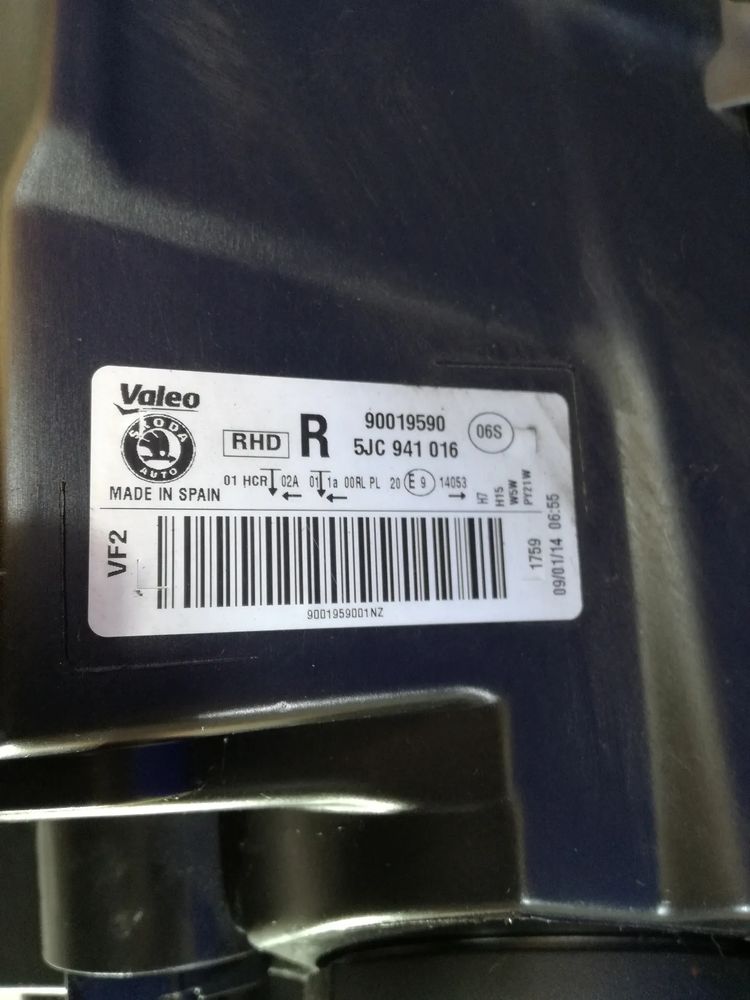 Valeo
ŠKODA
AUTO
RHD
R
90019590
06S
5JC 941 016
MADE IN SPAIN
01 HCR 02A 01 1a 00RL PL 20 E 9 14053
H7
H15
W5W
PY21W
VF2
1759
09/01/14 06:55
9001959001NZ